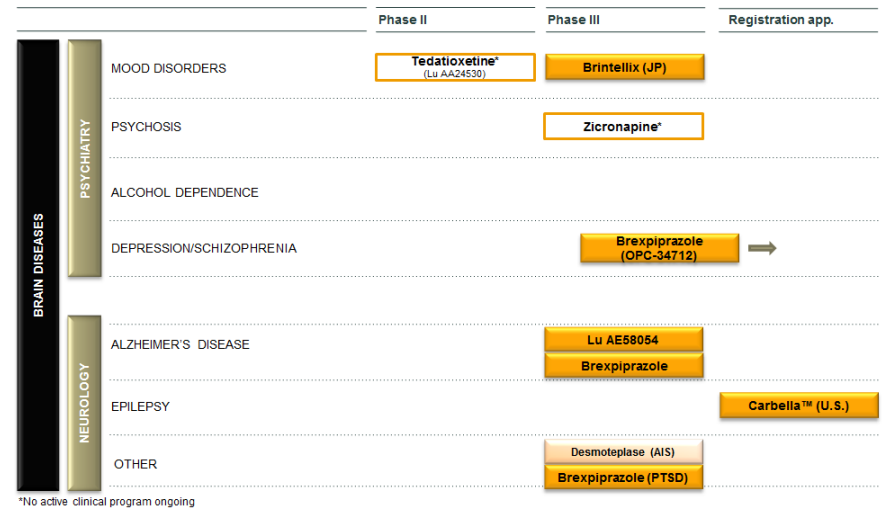 Phase II
Phase III
Registration app.
BRAIN DISEASES
PSYCHIATRY
MOOD DISORDERS
Tedatioxetine*
(Lu AA24530)
Brintellix (JP)
PSYCHOSIS
Zicronapine*
ALCOHOL DEPENDENCE
DEPRESSION/SCHIZOPHRENIA
Brexpiprazole
(OPC-34712)
NEUROLOGY
ALZHEIMER'S DISEASE
Lu AE58054
Brexpiprazole
EPILEPSY
Carbella™ (U.S.)
OTHER
Desmoteplase (AIS)
Brexpiprazole (PTSD)
*No active clinical program ongoing